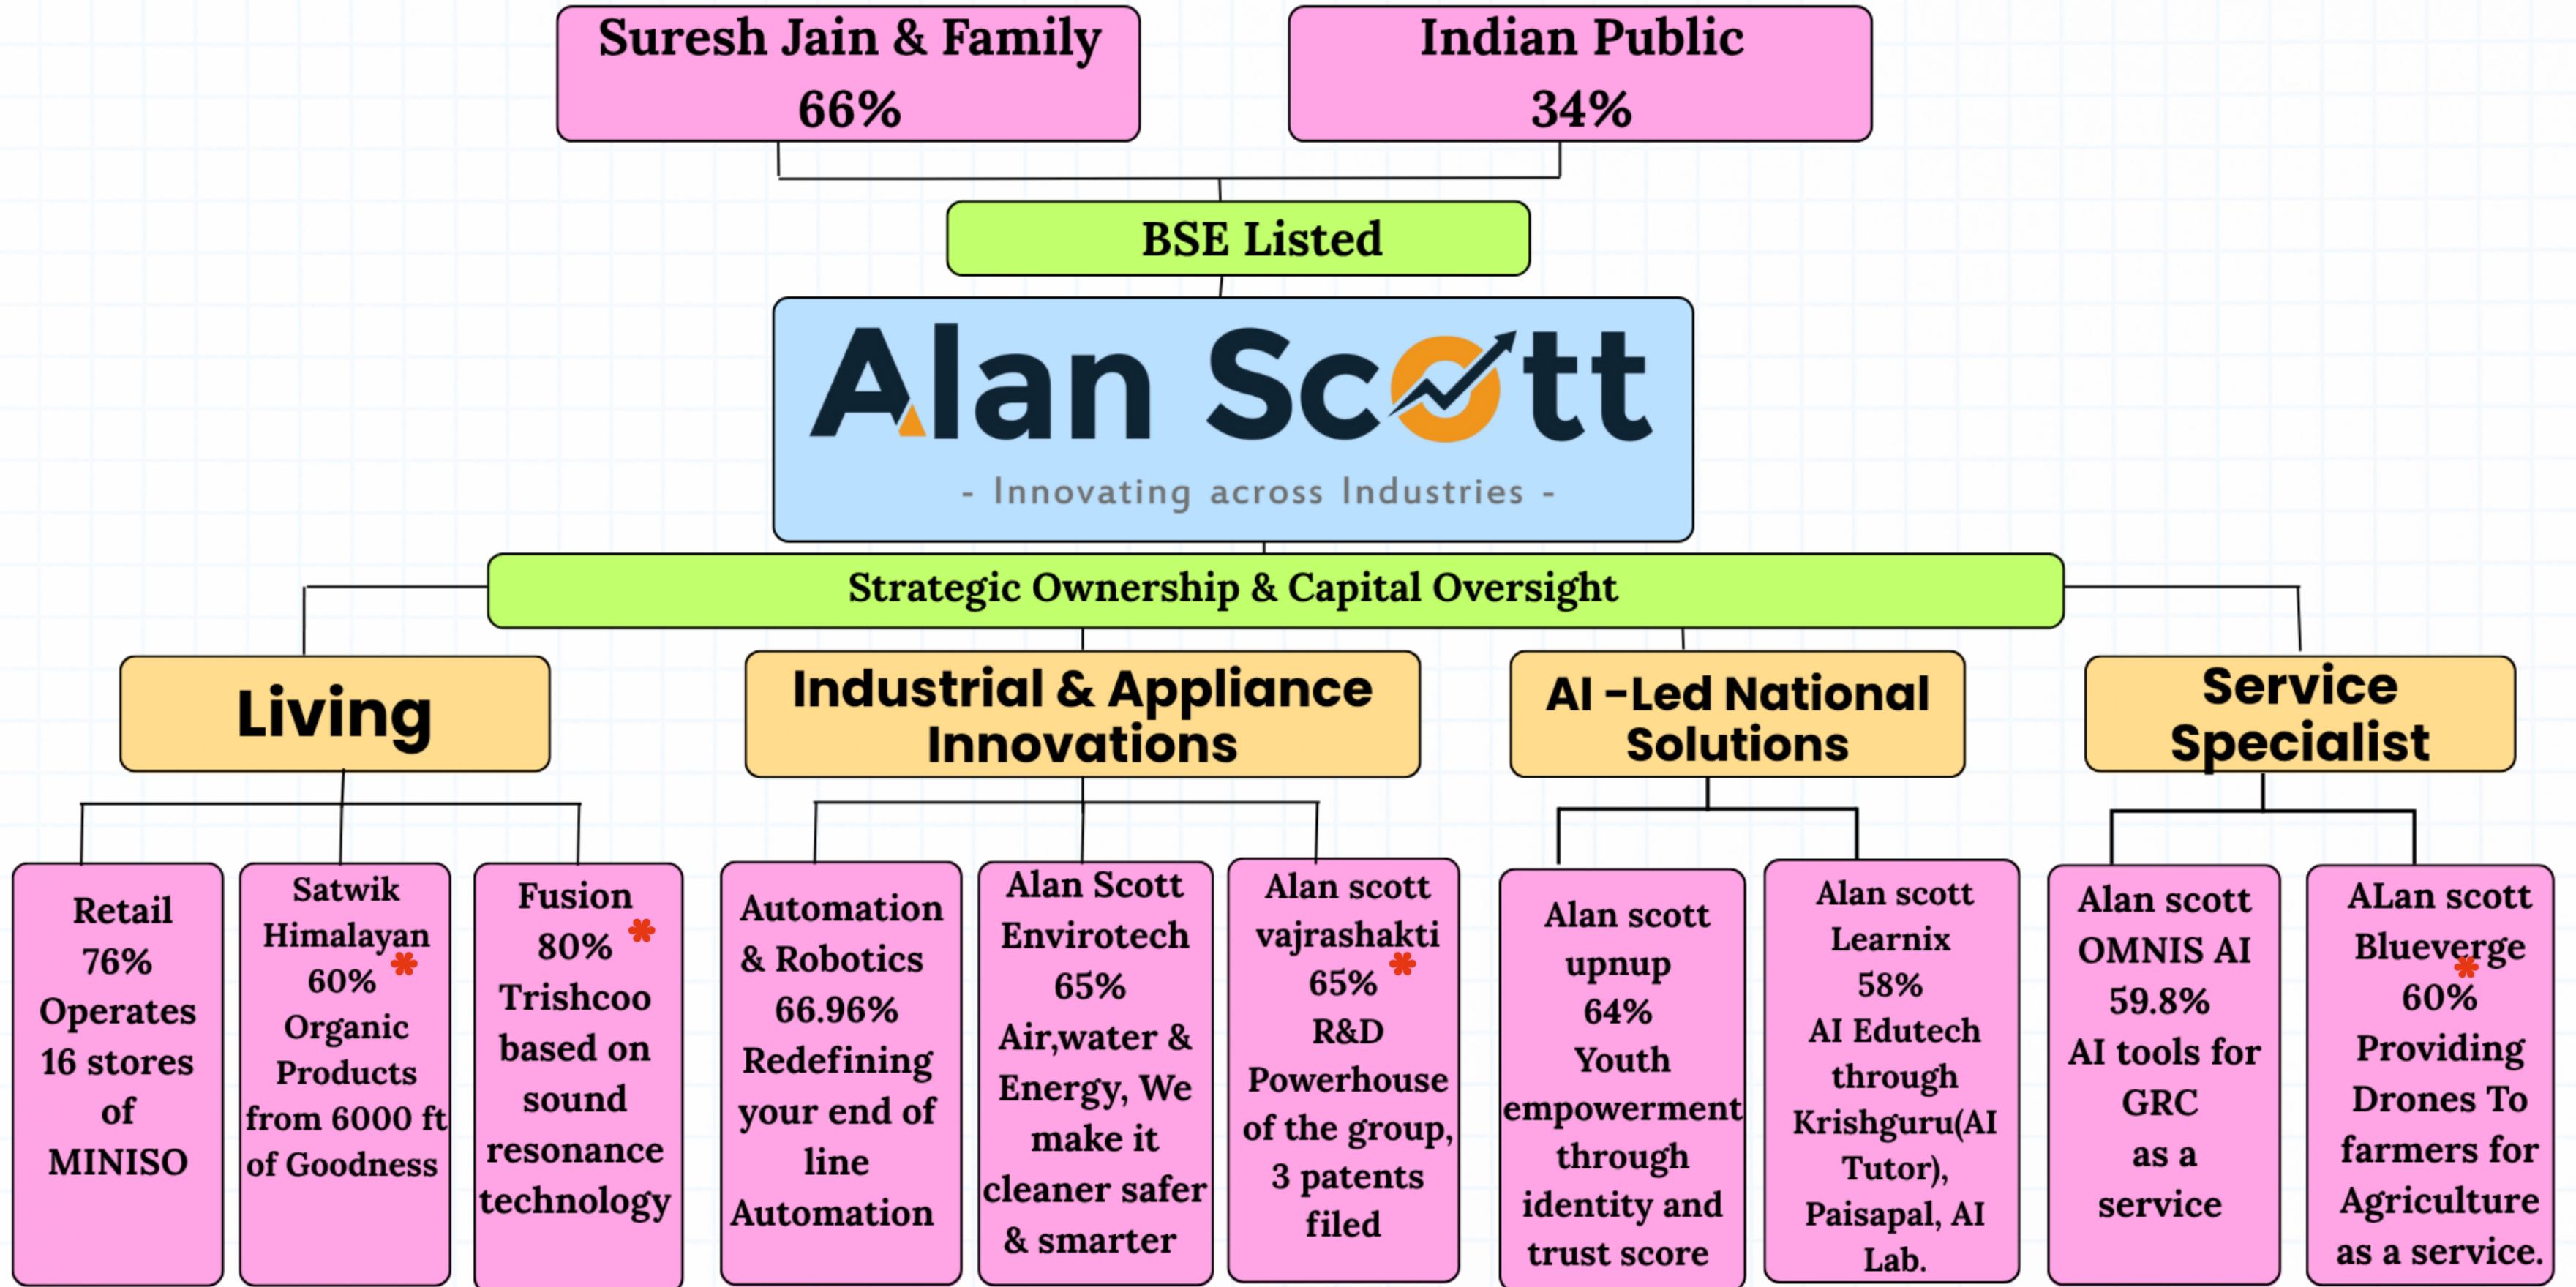 Suresh Jain & Family
66%
Indian Public
34%
BSE Listed
Alan Scott
- Innovating across Industries -
Strategic Ownership & Capital Oversight
Living
Industrial & Appliance
Innovations
AI -Led National
Solutions
Service
Specialist
Retail
76%
Operates
16 stores
of
MINISO
Satwik
Himalayan
60%
Organic
Products
from 6000 ft
of Goodness
Fusion
80%
Trishcoo
based on
sound
resonance
technology
Automation
& Robotics
66.96%
Redefining
your end of
line
Automation
Alan Scott
Envirotech
65%
Air,water &
Energy, We
make it
cleaner safer
& smarter
Alan scott
vajrashakti
65%
R&D
Powerhouse
of the group,
3 patents
filed
Alan scott
upnup
64%
Youth
empowerment
through
identity and
trust score
Alan scott
Learnix
58%
AI Edutech
through
Krishguru(AI
Tutor),
Paisapal, AI
Lab.
Alan scott
OMNIS AI
59.8%
AI tools for
GRC
as a
service
ALan scott
Blueverge
60%
Providing
Drones To
farmers for
Agriculture
as a service.